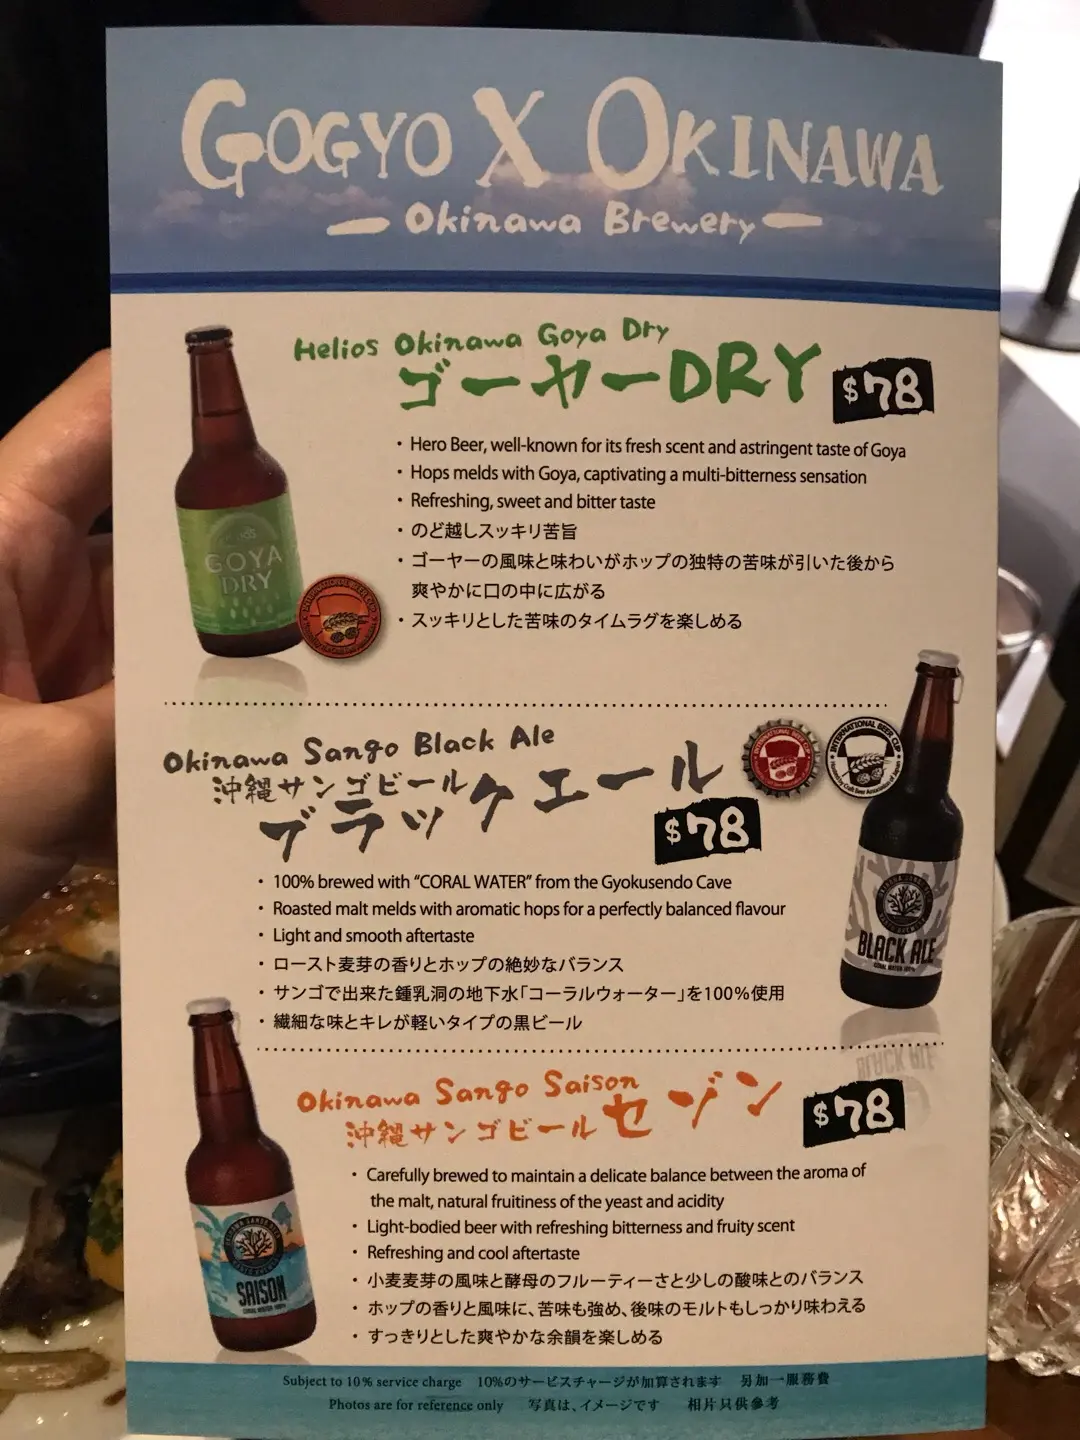 GOGYO X OKINAWA
Okinawa Brewery
Helios Okinawa Goya Dry
ゴーヤーDRY
$78
・Hero Beer, well-known for its fresh scent and astringent taste of Goya
・Hops melds with Goya, captivating a multi-bitterness sensation
・Refreshing, sweet and bitter taste
・のど越しスッキリ苦旨
・ゴーヤーの風味と味わいがホップの独特の苦味が引いた後から
爽やかに口の中に広がる
・スッキリとした苦味のタイムラグを楽しめる
GOYA
DRY
INTERNATIONAL BEER CUP
Okinawa Sango Black Ale
沖縄サンゴビール
ブラックエール
$78
INTERNATIONAL BEER CUP
・100% brewed with “CORAL WATER” from the Gyokusendo Cave
・Roasted malt melds with aromatic hops for a perfectly balanced flavour
・Light and smooth aftertaste
・ロースト麦芽の香りとホップの絶妙なバランス
・サンゴで出来た鍾乳洞の地下水「コーラルウォーター」を100%使用
・繊細な味とキレが軽いタイプの黒ビール
BLACK ALE
CORAL WATER 100%
Okinawa Sango Saison
沖縄サンゴビール セゾン
$78
・Carefully brewed to maintain a delicate balance between the aroma of
the malt, natural fruitiness of the yeast and acidity
・Light-bodied beer with refreshing bitterness and fruity scent
・Refreshing and cool aftertaste
・小麦麦芽の風味と酵母のフルーティーさと少しの酸味とのバランス
・ホップの香りと風味に、苦味も強め、後味のモルトもしっかり味わえる
・すっきりとした爽やかな余韻を楽しめる
SAISON
CORAL WATER 100%
Subject to 10% service charge 10%のサービスチャージが加算されます 另加一服務費
Photos are for reference only 写真は、イメージです 相片只供參考